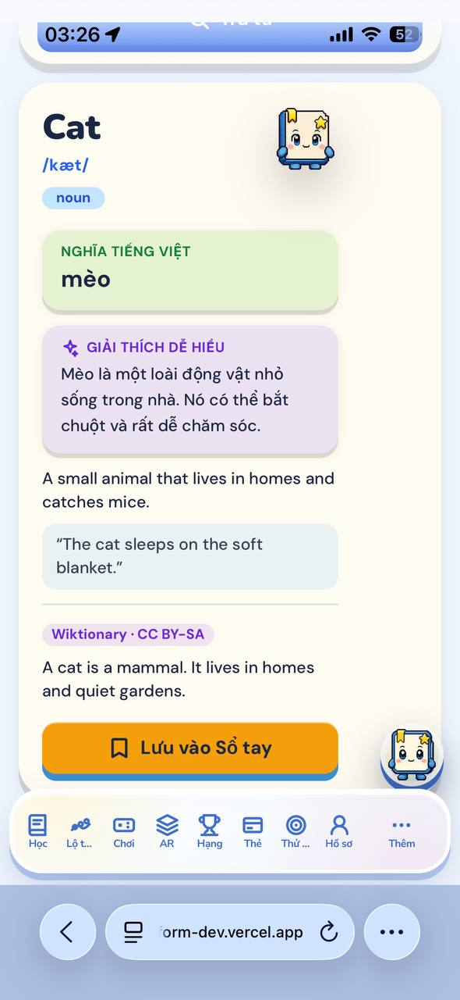 03:26
52
Cat
/kæt/
noun
NGHĨA TIẾNG VIỆT
mèo
GIẢI THÍCH DỄ HIỂU
Mèo là một loài động vật nhỏ
sống trong nhà. Nó có thể bắt
chuột và rất dễ chăm sóc.
A small animal that lives in homes and
catches mice.
“The cat sleeps on the soft
blanket.”
Wiktionary · CC BY-SA
A cat is a mammal. It lives in homes
and quiet gardens.
Lưu vào Sổ tay
Học Lộ t... Chơi AR Hạng Thẻ Thử ... Hồ sơ Thêm
orm-dev.vercel.app